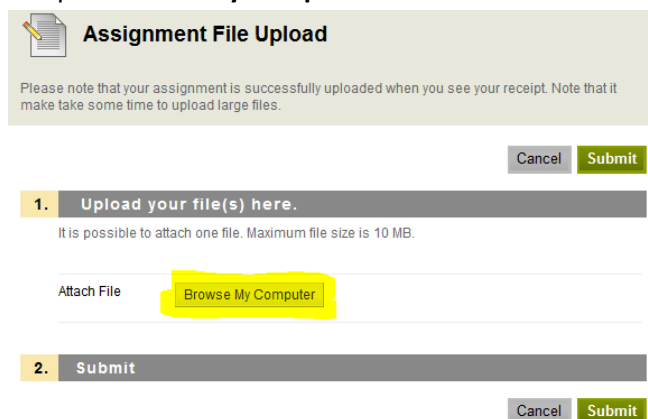 Assignment File Upload
Please note that your assignment is successfully uploaded when you see your receipt. Note that it
make take some time to upload large files.
Cancel Submit
1. Upload your file(s) here.
It is possible to attach one file. Maximum file size is 10 MB.
Attach File Browse My Computer
2. Submit
Cancel Submit